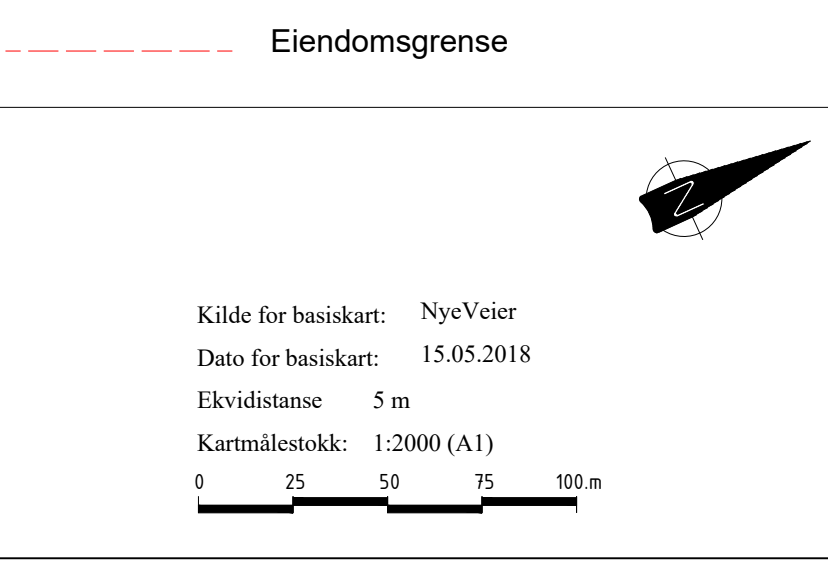 Eiendomsgrense
N
Kilde for basiskart: NyeVeier
Dato for basiskart: 15.05.2018
Ekvidistanse 5 m
Kartmålestokk: 1:2000 (A1)
0 25 50 75 100.m